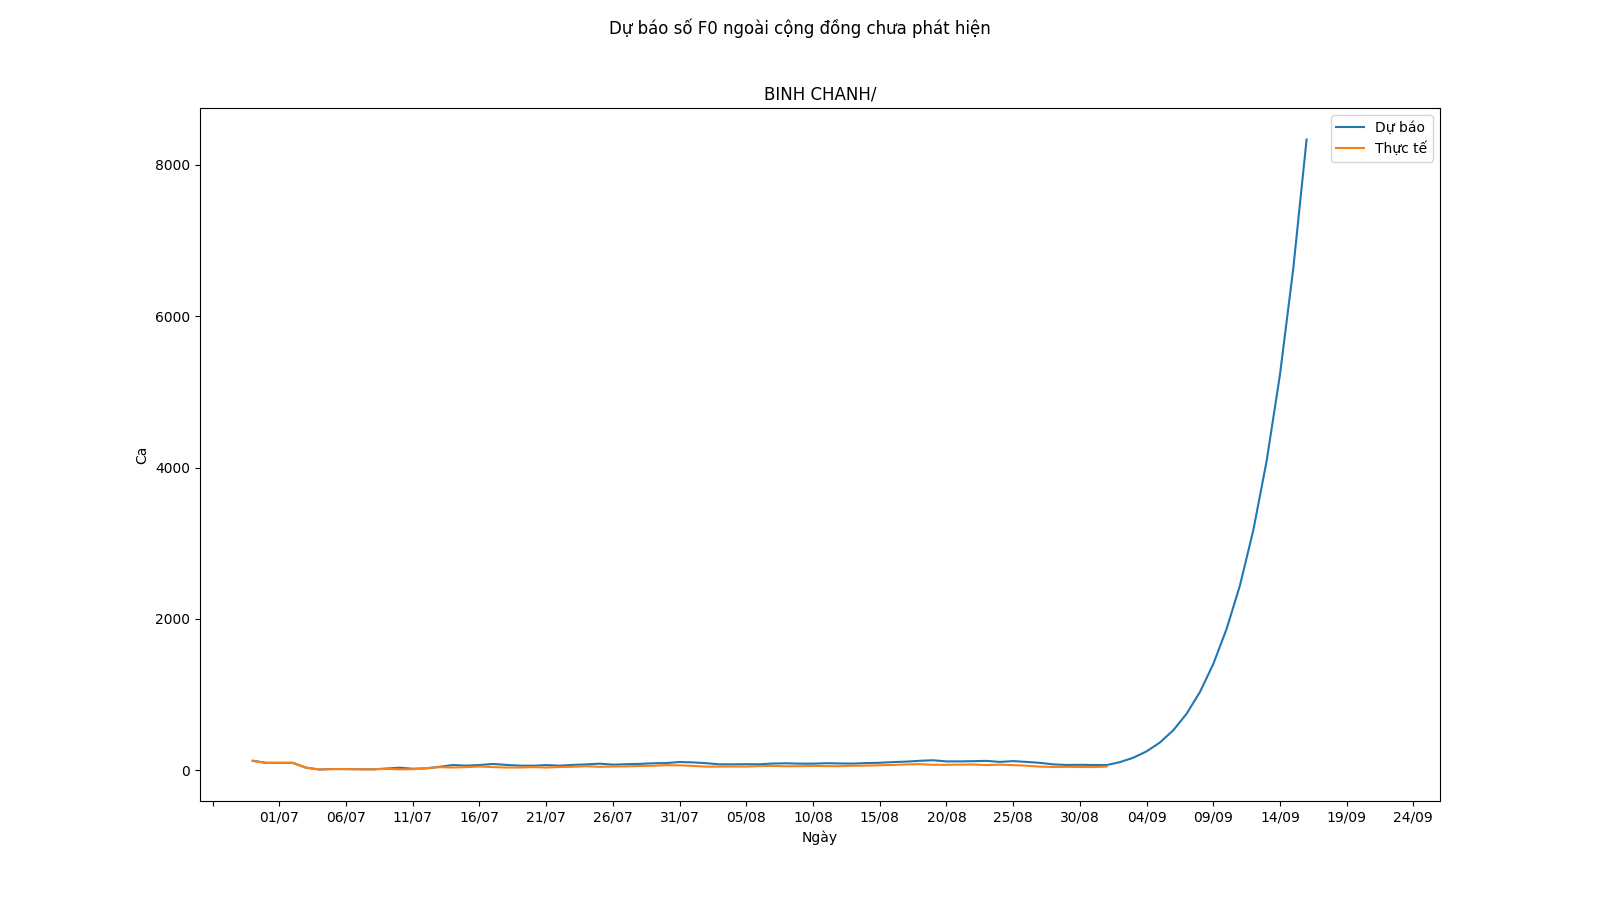 Dự báo số F0 ngoài cộng đồng chưa phát hiện
BINH CHANH/
Dự báo
Thực tế
8000
6000
4000
2000
0
Ca
01/07 06/07 11/07 16/07 21/07 26/07 31/07 05/08 10/08 15/08 20/08 25/08 30/08 04/09 09/09 14/09 19/09 24/09
Ngày